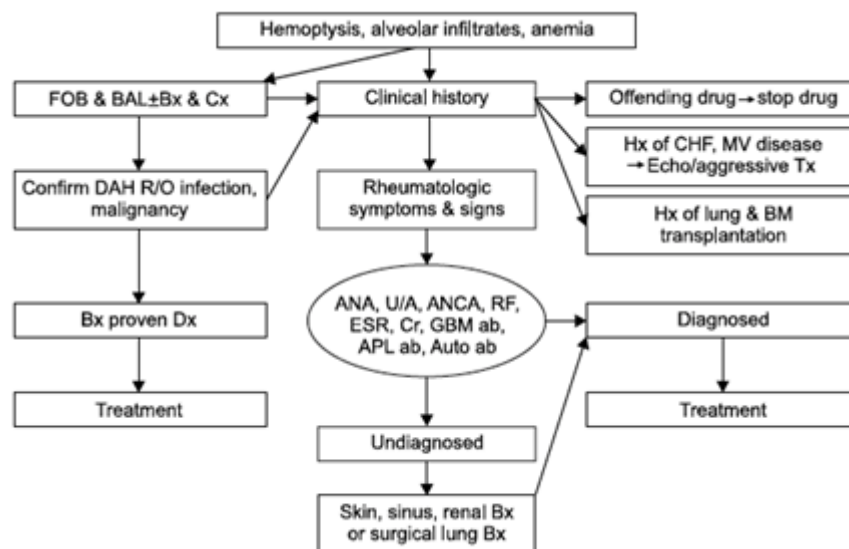 Hemoptysis, alveolar infiltrates, anemia
FOB & BAL±Bx & Cx
Clinical history
Offending drug→stop drug
Hx of CHF, MV disease
→Echo/aggressive Tx
Confirm DAH R/O infection,
malignancy
Rheumatologic
symptoms & signs
Hx of lung & BM
transplantation
Bx proven Dx
ANA, U/A, ANCA, RF,
ESR, Cr, GBM ab,
APL ab, Auto ab
Diagnosed
Treatment
Treatment
Undiagnosed
Skin, sinus, renal Bx
or surgical lung Bx